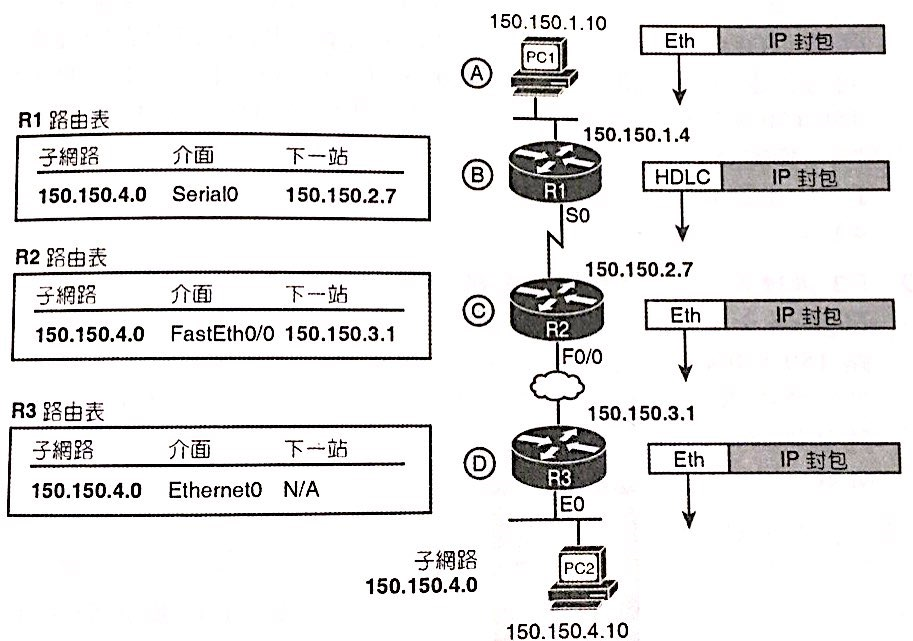 150.150.1.10
Eth IP 封包
PC1
A
R1 路由表
150.150.1.4
子網路 介面 下一站
150.150.4.0 Serial0 150.150.2.7
B
R1
HDLC IP 封包
S0
R2 路由表
150.150.2.7
子網路 介面 下一站
150.150.4.0 FastEth0/0 150.150.3.1
C
R2
Eth IP 封包
F0/0
R3 路由表
150.150.3.1
子網路 介面 下一站
150.150.4.0 Ethernet0 N/A
D
R3
Eth IP 封包
E0
子網路
150.150.4.0
PC2
150.150.4.10